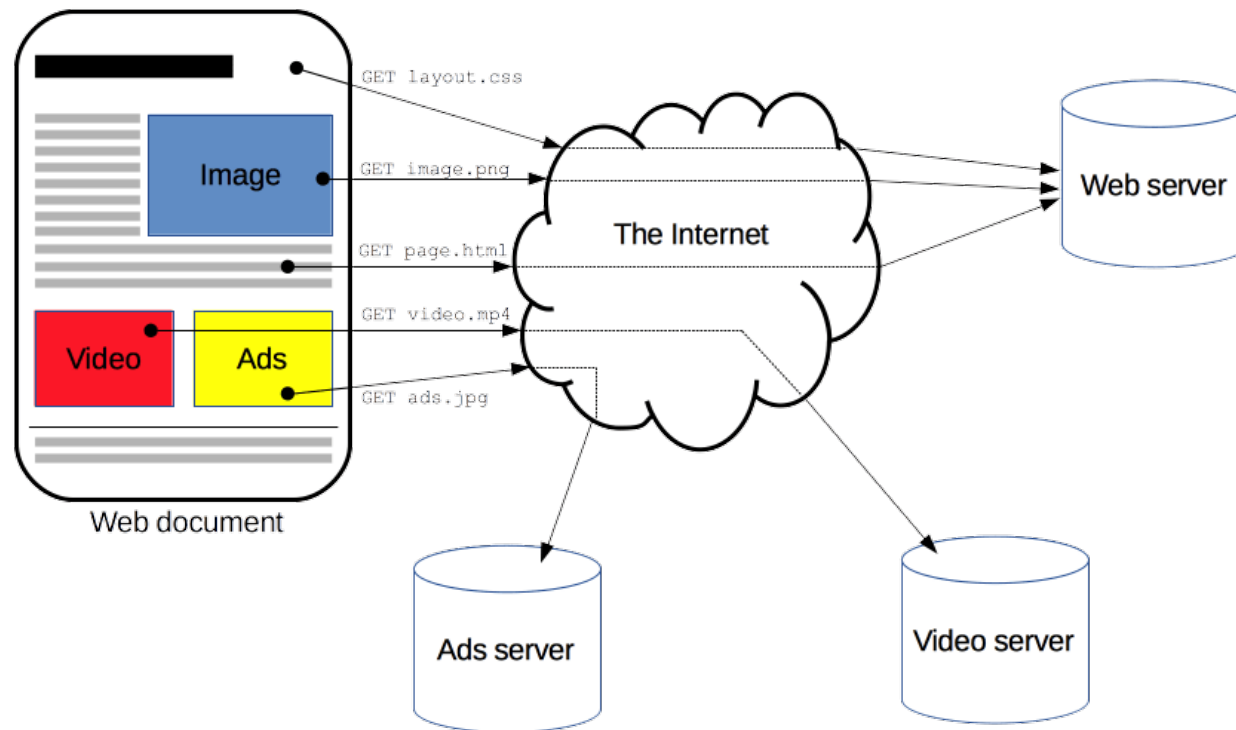 GET layout.css
Image
GET image.png
Web server
The Internet
GET page.html
GET video.mp4
Video
Ads
GET ads.jpg
Web document
Ads server
Video server